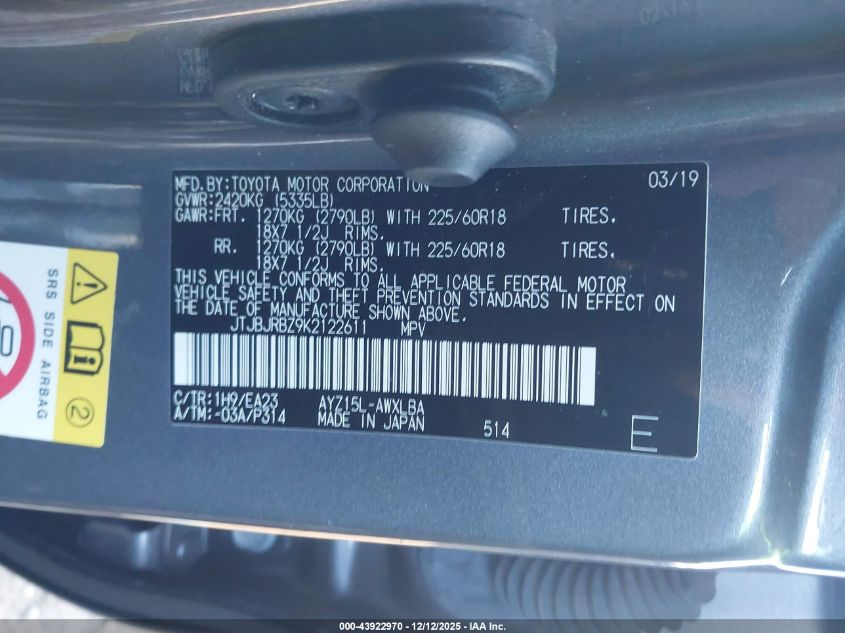 MFD.BY:TOYOTA MOTOR CORPORATION 03/19
GVWR:2420KG (5335LB)
GAWR:FRT. 1270KG (2790LB) WITH 225/60R18 TIRES.
18X7 1/2J RIMS.
RR. 1270KG (2790LB) WITH 225/60R18 TIRES.
18X7 1/2J RIMS.
THIS VEHICLE CONFORMS TO ALL APPLICABLE FEDERAL MOTOR
VEHICLE SAFETY AND THEFT PREVENTION STANDARDS IN EFFECT ON
THE DATE OF MANUFACTURE SHOWN ABOVE.
JTJBJRBZ9K2122611 MPV
C/TR:1H9/EA23 AYZ15L-AWXLBA
A/TM:-03A/P314 MADE IN JAPAN 514 E
SRS SIDE AIRBAG
2
000-43922970 - 12/12/2025 - IAA Inc.